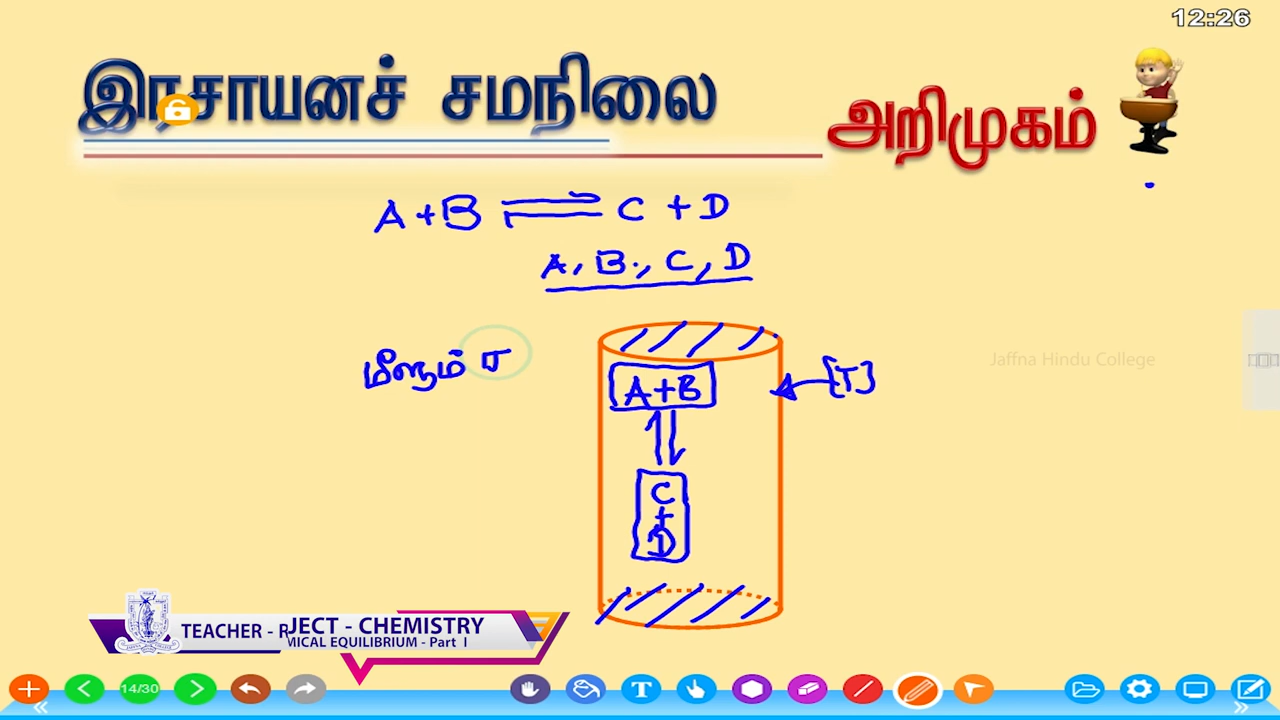 12:26
இரசாயனச் சமநிலை
அறிமுகம்
A+B ⇌ C+D
A, B, C, D
மீளும்
Jaffna Hindu College
A+B
[T]
C
+
D
TEACHER - R
JECT - CHEMISTRY
MICAL EQUILIBRIUM - Part I
14/30